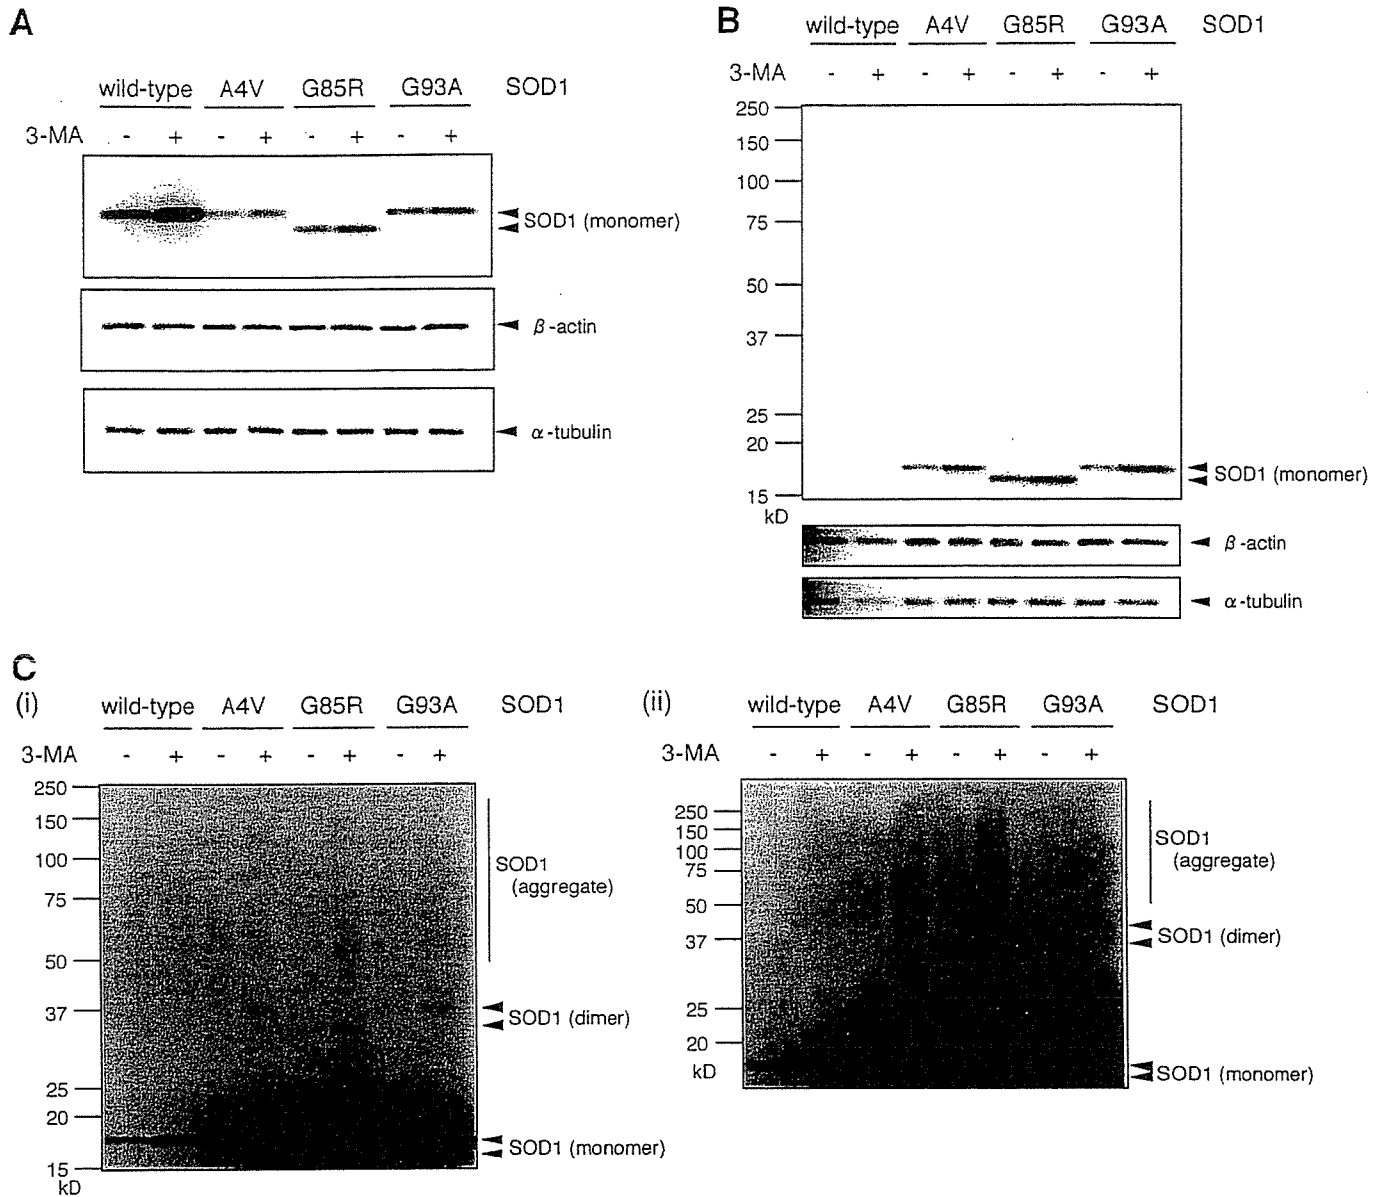 A
wild-type A4V G85R G93A SOD1
3-MA - + - + - + - +
SOD1 (monomer)
β-actin
α-tubulin
B
wild-type A4V G85R G93A SOD1
3-MA - + - + - + - +
250
150
100
75
50
37
25
20
SOD1 (monomer)
15
kD
β-actin
α-tubulin
C
(i)
wild-type A4V G85R G93A SOD1
3-MA - + - + - + - +
250
150
100
SOD1
(aggregate)
75
50
37
SOD1 (dimer)
25
20
SOD1 (monomer)
15
kD
(ii)
wild-type A4V G85R G93A SOD1
3-MA - + - + - + - +
250
150
SOD1
100
(aggregate)
75
50
37
SOD1 (dimer)
25
20
kD
SOD1 (monomer)